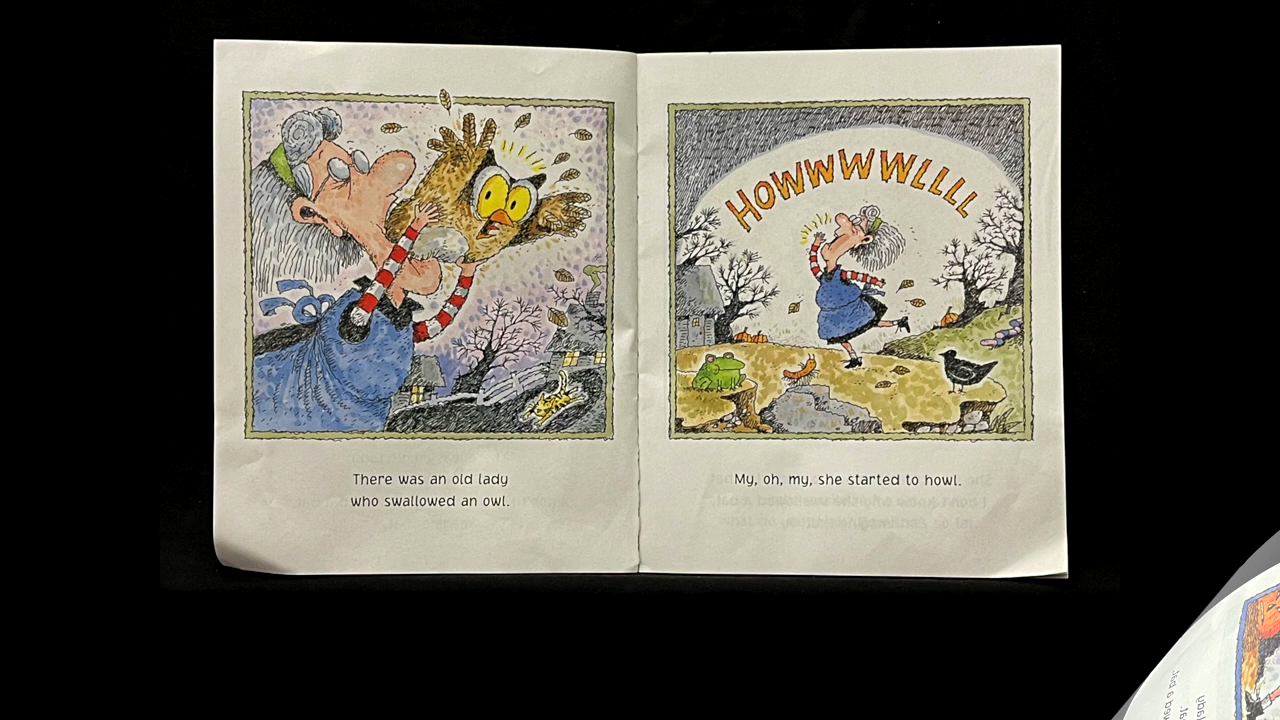 There was an old lady
who swallowed an owl.
HOWWWWLLLL
My, oh, my, she started to howl.